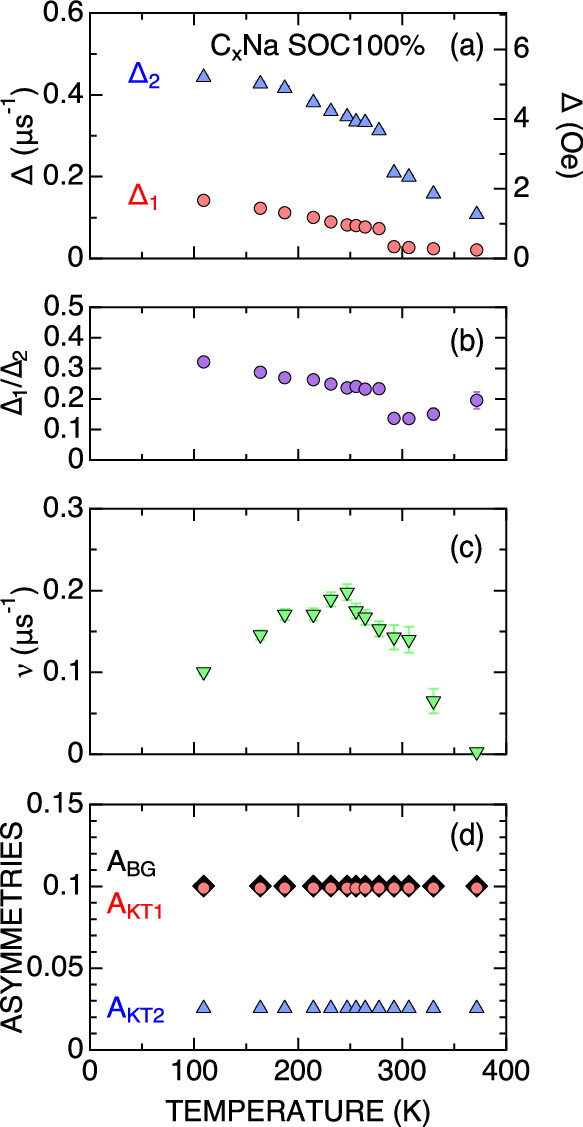 CxNa SOC100% (a)
Δ2
Δ1
Δ (μs-1)
0.6
0.4
0.2
0
Δ (Oe)
6
4
2
0
(b)
Δ1/Δ2
0.5
0.4
0.3
0.2
0.1
0
(c)
ν (μs-1)
0.3
0.2
0.1
0
(d)
ASYMMETRIES
0.15
0.1
0.05
0
ABG
AKT1
AKT2
0 100 200 300 400
TEMPERATURE (K)